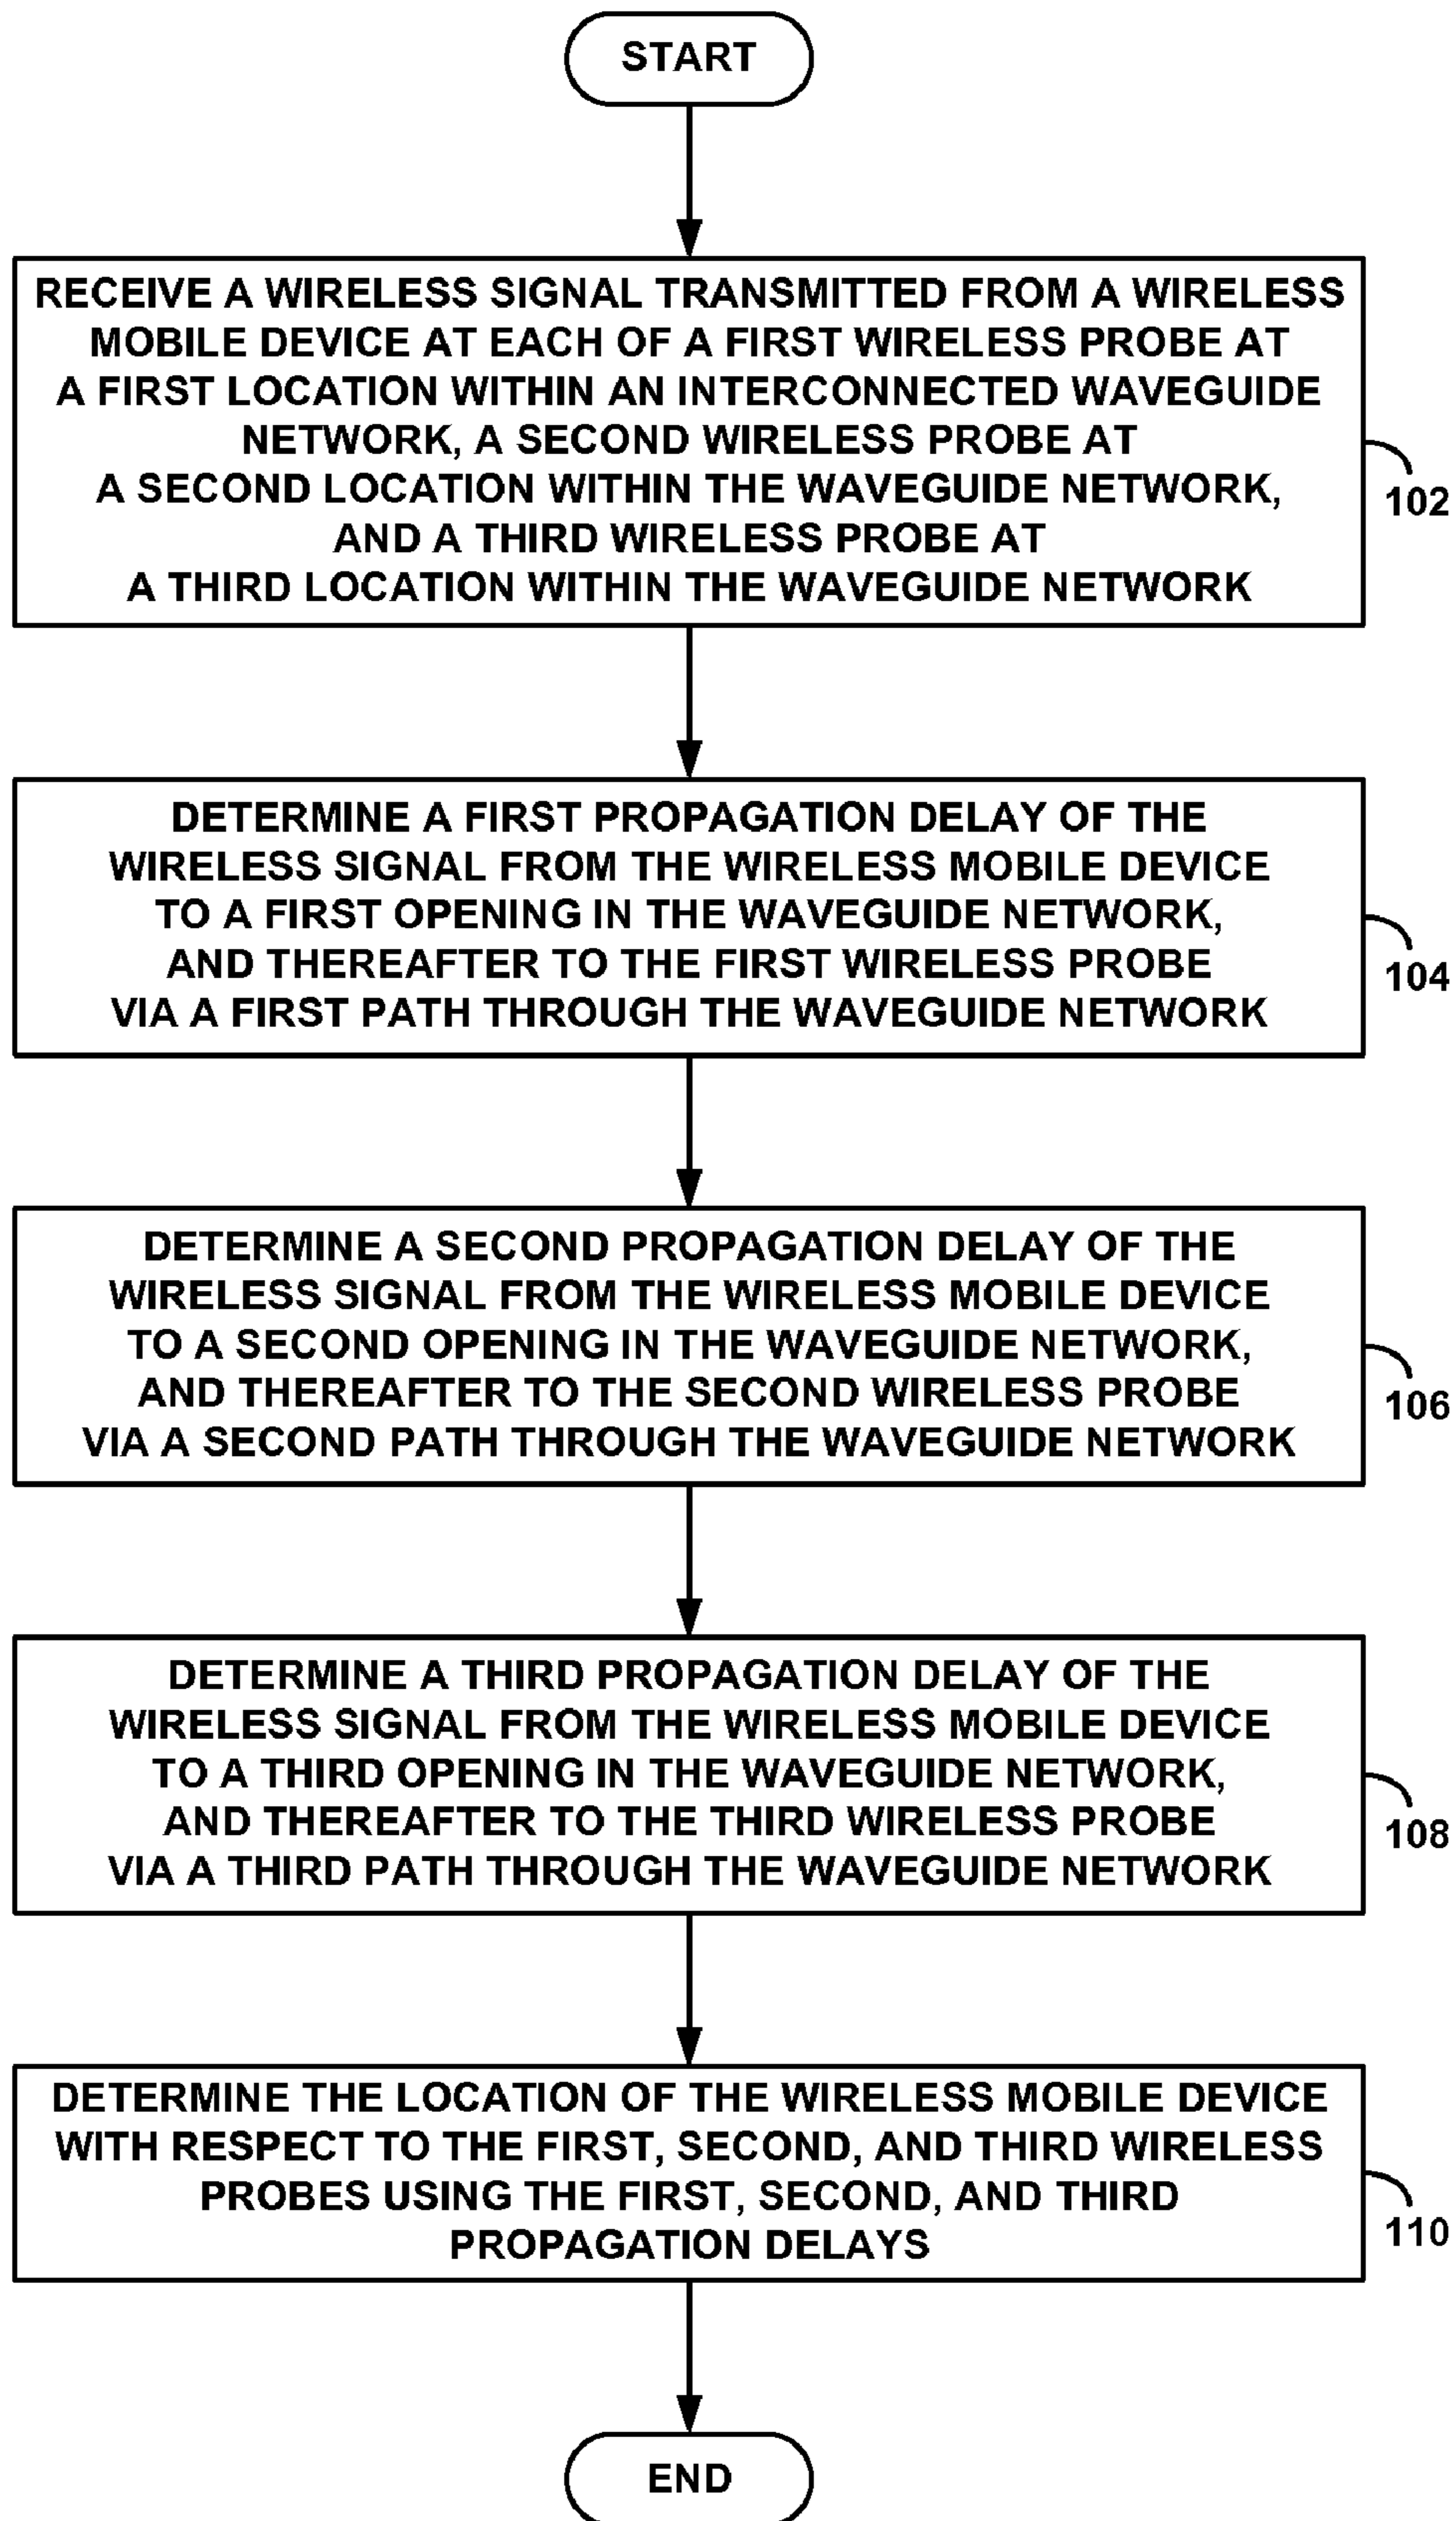 START
RECEIVE A WIRELESS SIGNAL TRANSMITTED FROM A WIRELESS
MOBILE DEVICE AT EACH OF A FIRST WIRELESS PROBE AT
A FIRST LOCATION WITHIN AN INTERCONNECTED WAVEGUIDE
NETWORK, A SECOND WIRELESS PROBE AT
A SECOND LOCATION WITHIN THE WAVEGUIDE NETWORK,
AND A THIRD WIRELESS PROBE AT
A THIRD LOCATION WITHIN THE WAVEGUIDE NETWORK
102
DETERMINE A FIRST PROPAGATION DELAY OF THE
WIRELESS SIGNAL FROM THE WIRELESS MOBILE DEVICE
TO A FIRST OPENING IN THE WAVEGUIDE NETWORK,
AND THEREAFTER TO THE FIRST WIRELESS PROBE
VIA A FIRST PATH THROUGH THE WAVEGUIDE NETWORK
104
DETERMINE A SECOND PROPAGATION DELAY OF THE
WIRELESS SIGNAL FROM THE WIRELESS MOBILE DEVICE
TO A SECOND OPENING IN THE WAVEGUIDE NETWORK,
AND THEREAFTER TO THE SECOND WIRELESS PROBE
VIA A SECOND PATH THROUGH THE WAVEGUIDE NETWORK
106
DETERMINE A THIRD PROPAGATION DELAY OF THE
WIRELESS SIGNAL FROM THE WIRELESS MOBILE DEVICE
TO A THIRD OPENING IN THE WAVEGUIDE NETWORK,
AND THEREAFTER TO THE THIRD WIRELESS PROBE
VIA A THIRD PATH THROUGH THE WAVEGUIDE NETWORK
108
DETERMINE THE LOCATION OF THE WIRELESS MOBILE DEVICE
WITH RESPECT TO THE FIRST, SECOND, AND THIRD WIRELESS
PROBES USING THE FIRST, SECOND, AND THIRD
PROPAGATION DELAYS
110
END